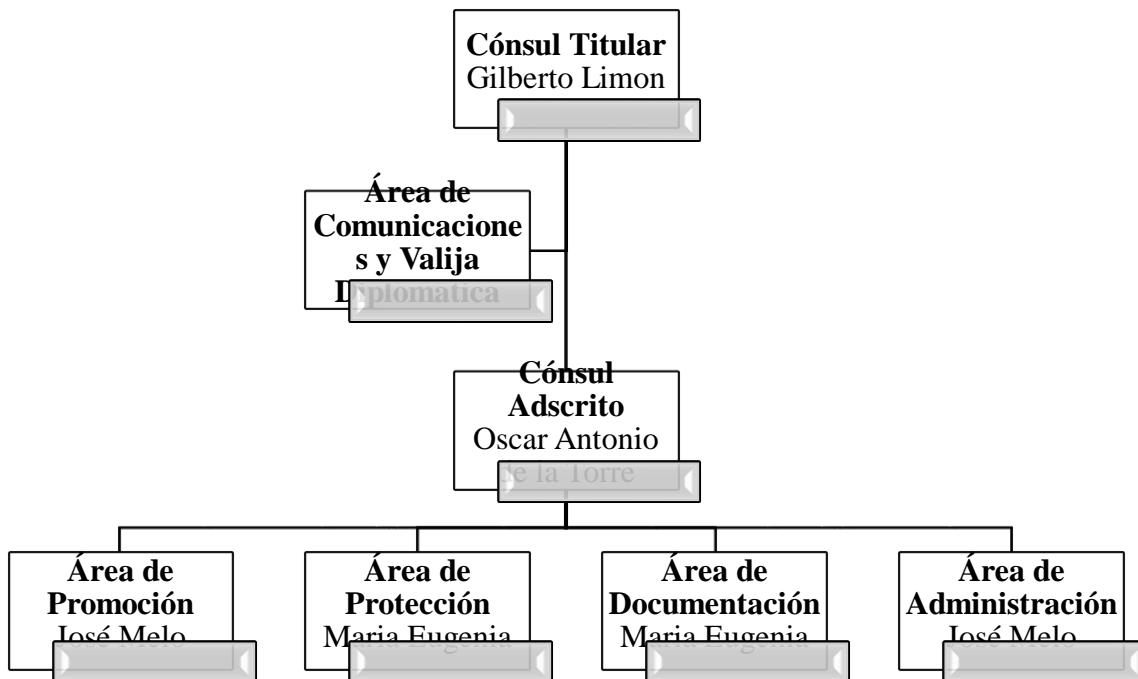 Cónsul Titular
Gilberto Limon
Área de
Comunicacione
s y Valija
Diplomatica
Cónsul
Adscrito
Oscar Antonio
de la Torre
Área de
Promoción
José Melo
Área de
Protección
Maria Eugenia
Área de
Documentación
Maria Eugenia
Área de
Administración
José Melo